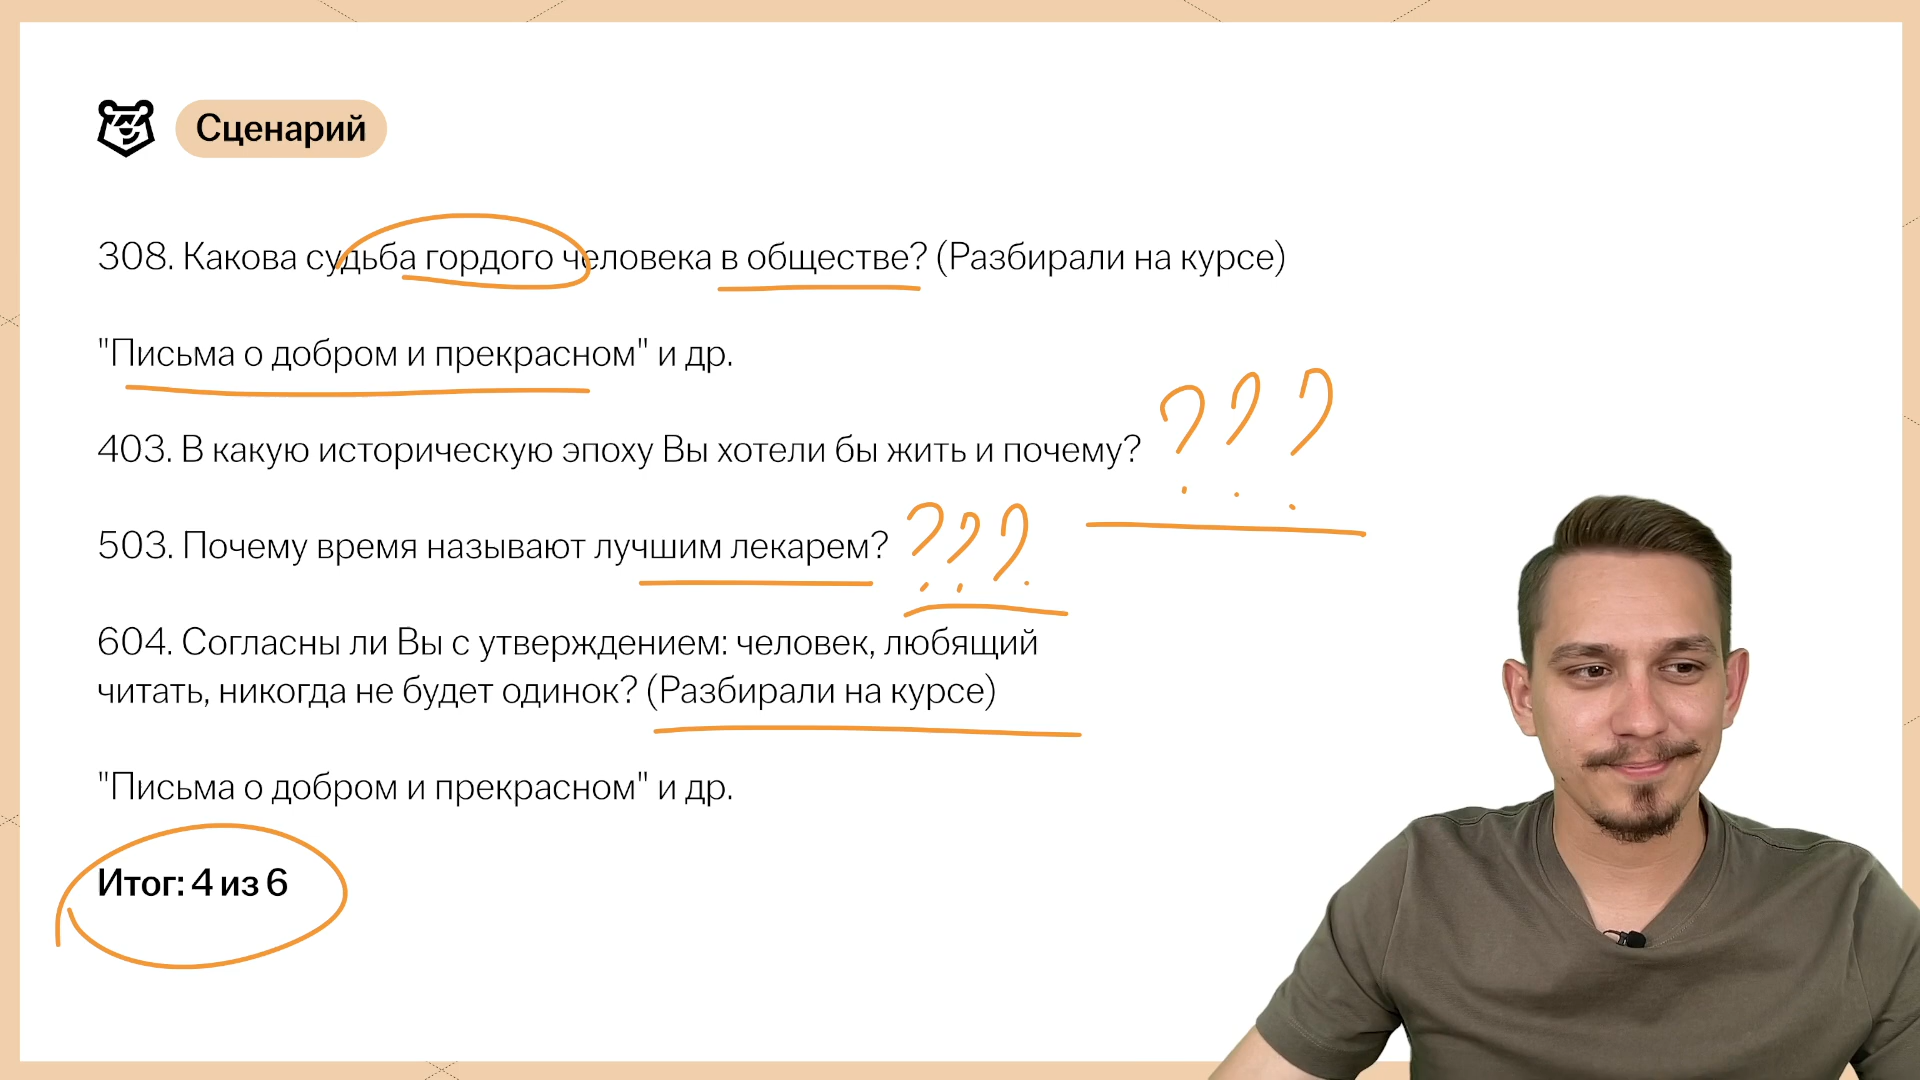 Сценарий
308. Какова судьба гордого человека в обществе? (Разбирали на курсе)
"Письма о добром и прекрасном" и др.
403. В какую историческую эпоху Вы хотели бы жить и почему?
???
503. Почему время называют лучшим лекарем?
???
604. Согласны ли Вы с утверждением: человек, любящий
читать, никогда не будет одинок? (Разбирали на курсе)
"Письма о добром и прекрасном" и др.
Итог: 4 из 6